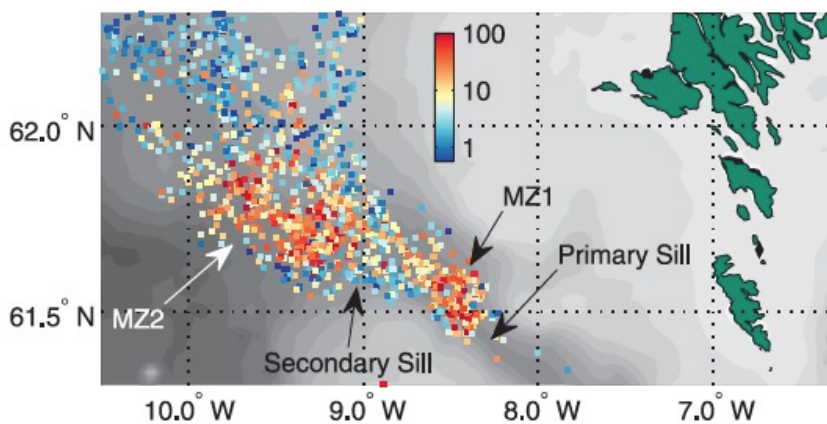 100
10
1
62.0° N
MZ1
Primary Sill
61.5° N
MZ2
Secondary Sill
10.0° W
9.0° W
8.0° W
7.0° W